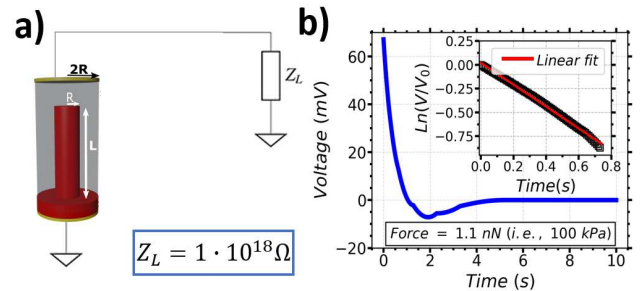 a)
2R
R
L
Z_L
Z_L = 1 · 10^18 Ω
b)
Voltage (mV)
60
40
20
0
−20
0
2
4
6
8
10
Time (s)
Force = 1.1 nN (i.e., 100 kPa)
Ln(V/V_0)
0.25
0.00
−0.25
−0.50
−0.75
0.0
0.2
0.4
0.6
0.8
Time(s)
Linear fit